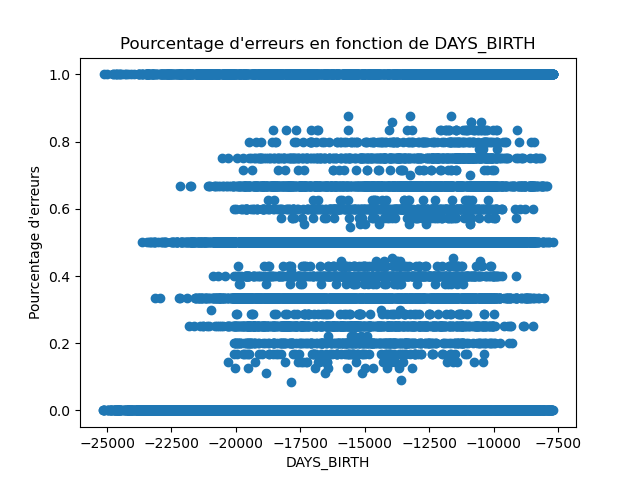 Pourcentage d'erreurs en fonction de DAYS_BIRTH
1.0
0.8
0.6
0.4
0.2
0.0
Pourcentage d'erreurs
−25000 −22500 −20000 −17500 −15000 −12500 −10000 −7500
DAYS_BIRTH